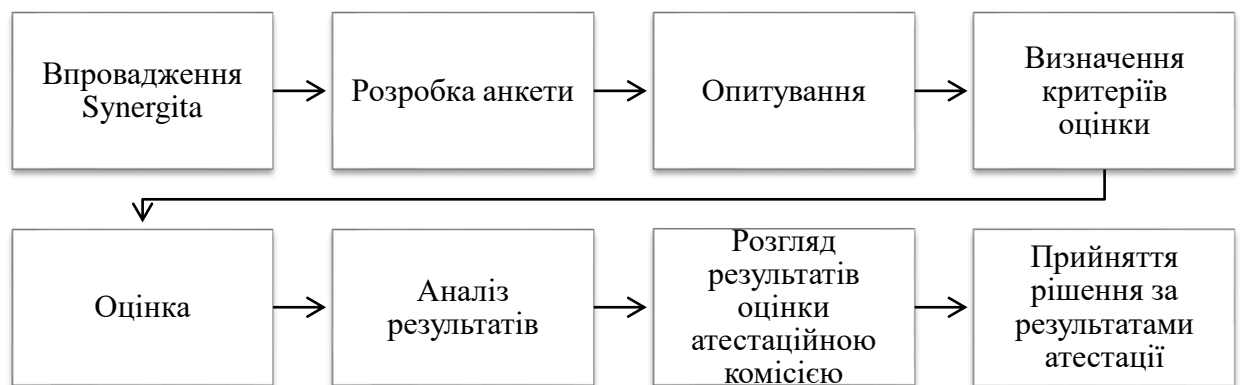 Впровадження
Synergita
Розробка анкети
Опитування
Визначення
критеріїв
оцінки
Оцінка
Аналіз
результатів
Розгляд
результатів
оцінки
атестаційною
комісією
Прийняття
рішення за
результатами
атестації